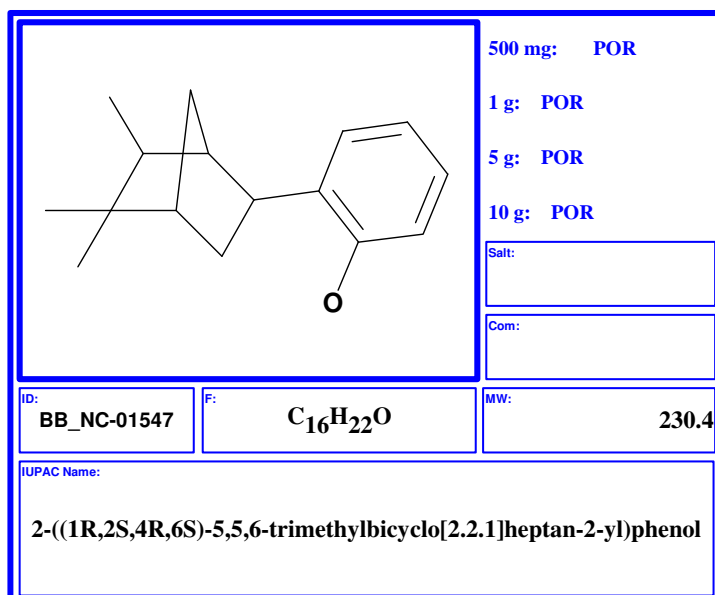 500 mg: POR
1 g: POR
5 g: POR
10 g: POR
O
Salt:
Com:
ID:
BB_NC-01547
F:
C16H22O
MW:
230.4
IUPAC Name:
2-((1R,2S,4R,6S)-5,5,6-trimethylbicyclo[2.2.1]heptan-2-yl)phenol